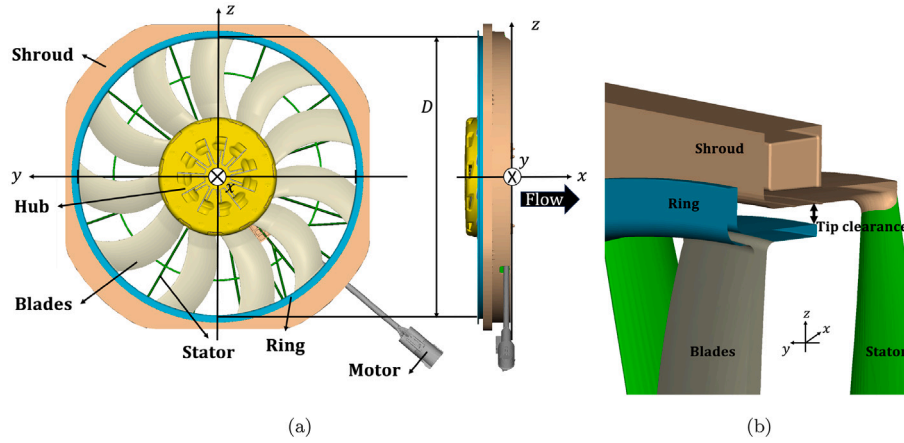 z
Shroud
D
y
x
Hub
Blades
Stator
Ring
Motor
z
y
x
Flow
Shroud
Ring
Tip clearance
Blades
z
x
y
Stator
(a)
(b)